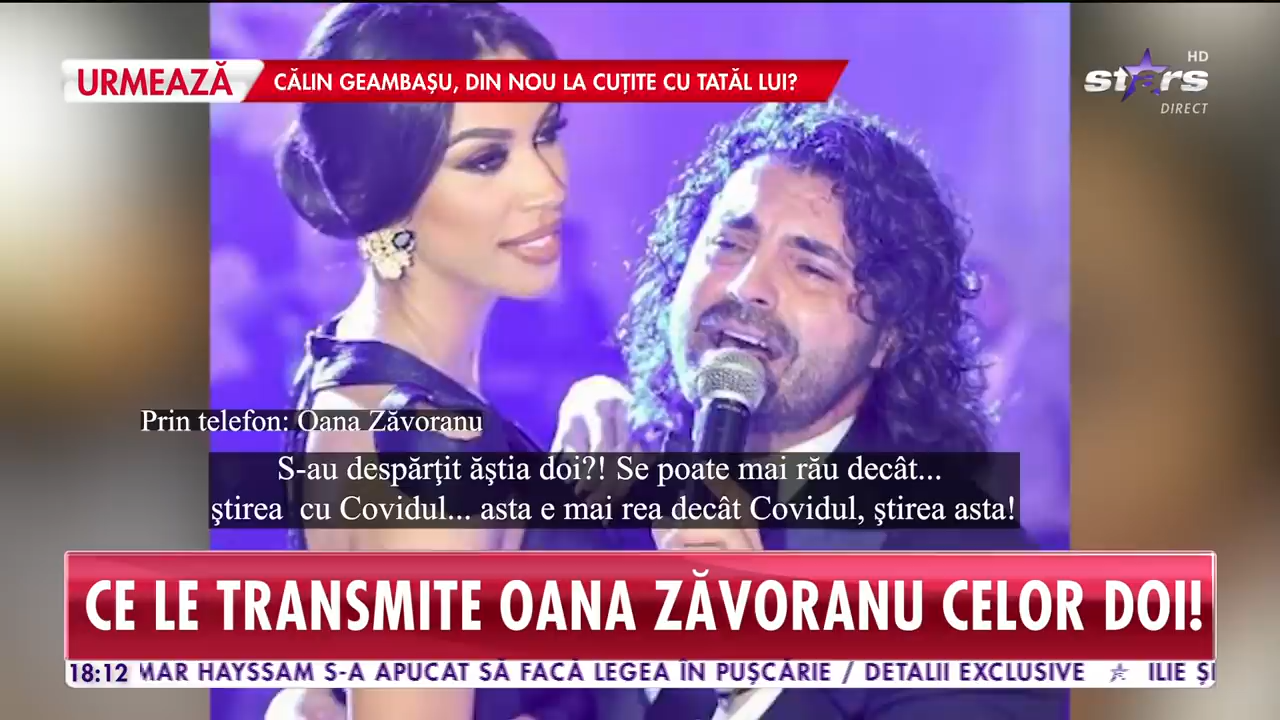 URMEAZĂ
CĂLIN GEAMBAȘU, DIN NOU LA CUȚITE CU TATĂL LUI?
HD
stars
DIRECT
Prin telefon: Oana Zăvoranu
S-au despărţit ăştia doi?! Se poate mai rău decât...
ştirea cu Covidul... asta e mai rea decât Covidul, ştirea asta!
CE LE TRANSMITE OANA ZĂVORANU CELOR DOI!
18:12 MAR HAYSSAM S-A APUCAT SĂ FACĂ LEGEA ÎN PUȘCĂRIE / DETALII EXCLUSIVE ILIE ȘI